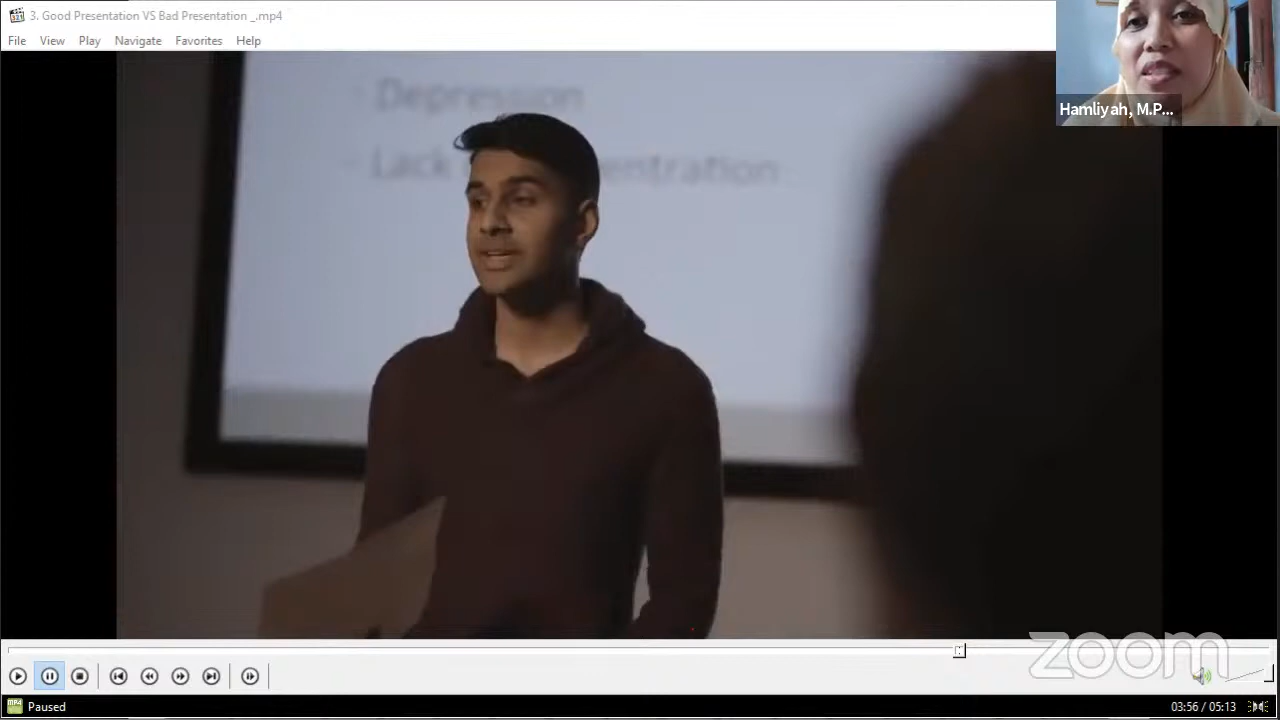 3. Good Presentation VS Bad Presentation _.mp4
File View Play Navigate Favorites Help
Hamliyah, M.P...
- Depression
- Lack entration
zoom
MP4
Paused
03:56 / 05:13